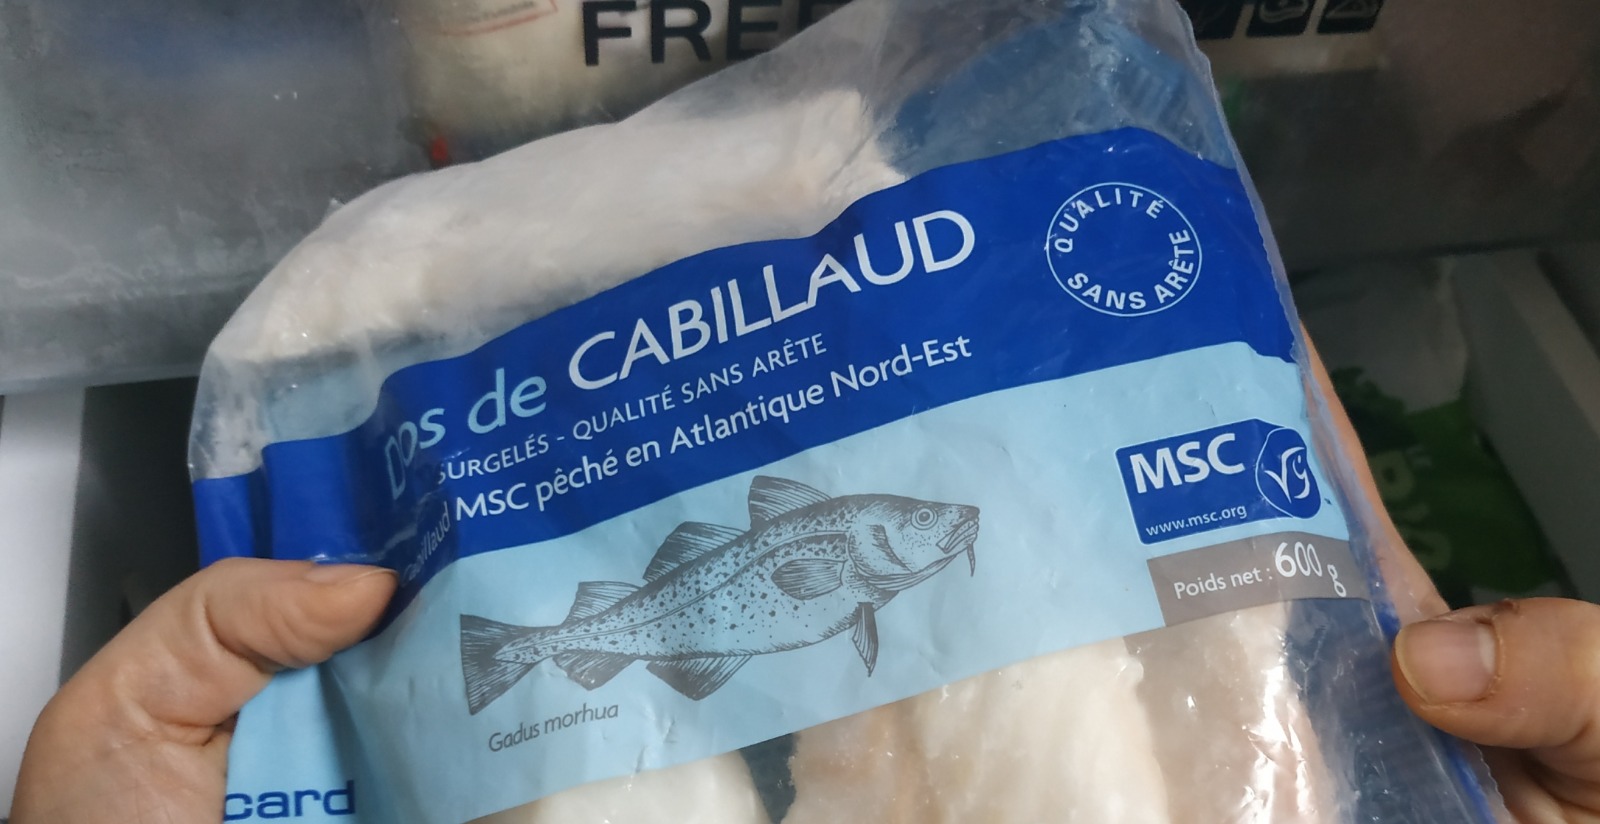 Dos de CABILLAUD
SURGELÉS - QUALITÉ SANS ARÊTE
Cabillaud MSC pêché en Atlantique Nord-Est
QUALITÉ
SANS ARÊTE
MSC
www.msc.org
Poids net : 600 g
Gadus morhua
card